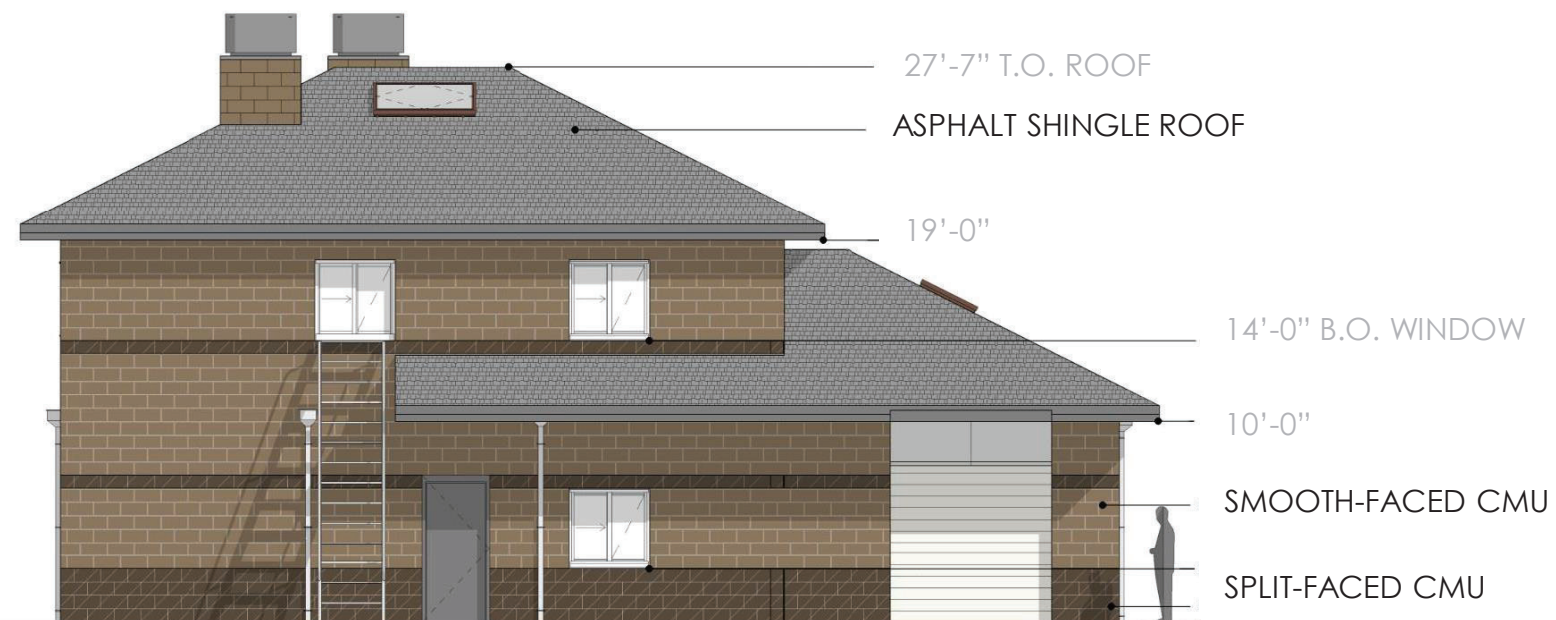 27’-7” T.O. ROOF
ASPHALT SHINGLE ROOF
19’-0”
14’-0” B.O. WINDOW
10’-0”
SMOOTH-FACED CMU
SPLIT-FACED CMU